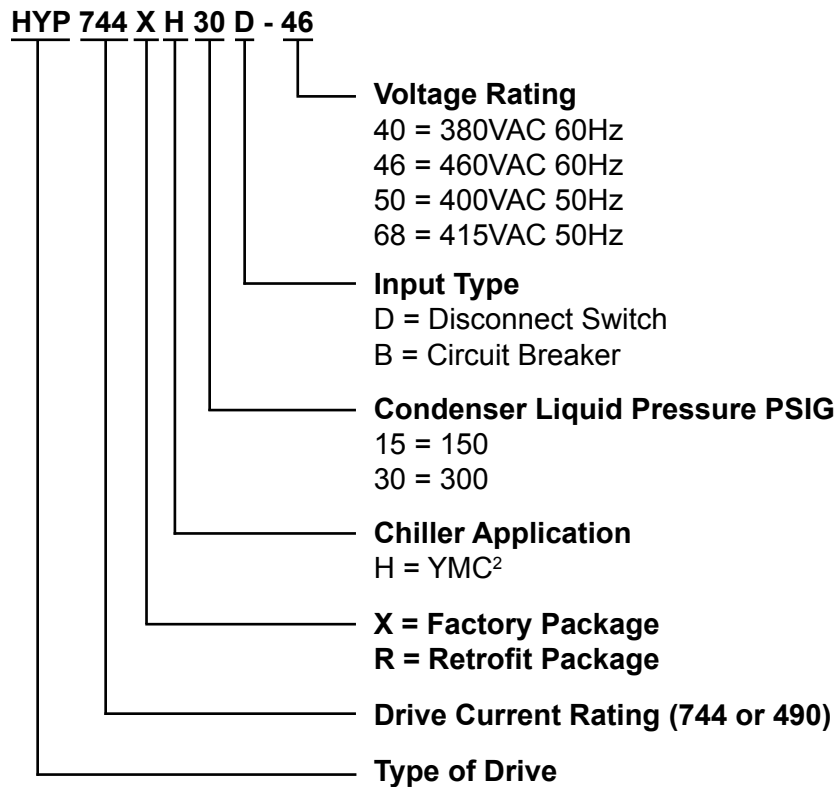 HYP 744 X H 30 D - 46
Voltage Rating
40 = 380VAC 60Hz
46 = 460VAC 60Hz
50 = 400VAC 50Hz
68 = 415VAC 50Hz
Input Type
D = Disconnect Switch
B = Circuit Breaker
Condenser Liquid Pressure PSIG
15 = 150
30 = 300
Chiller Application
H = YMC²
X = Factory Package
R = Retrofit Package
Drive Current Rating (744 or 490)
Type of Drive